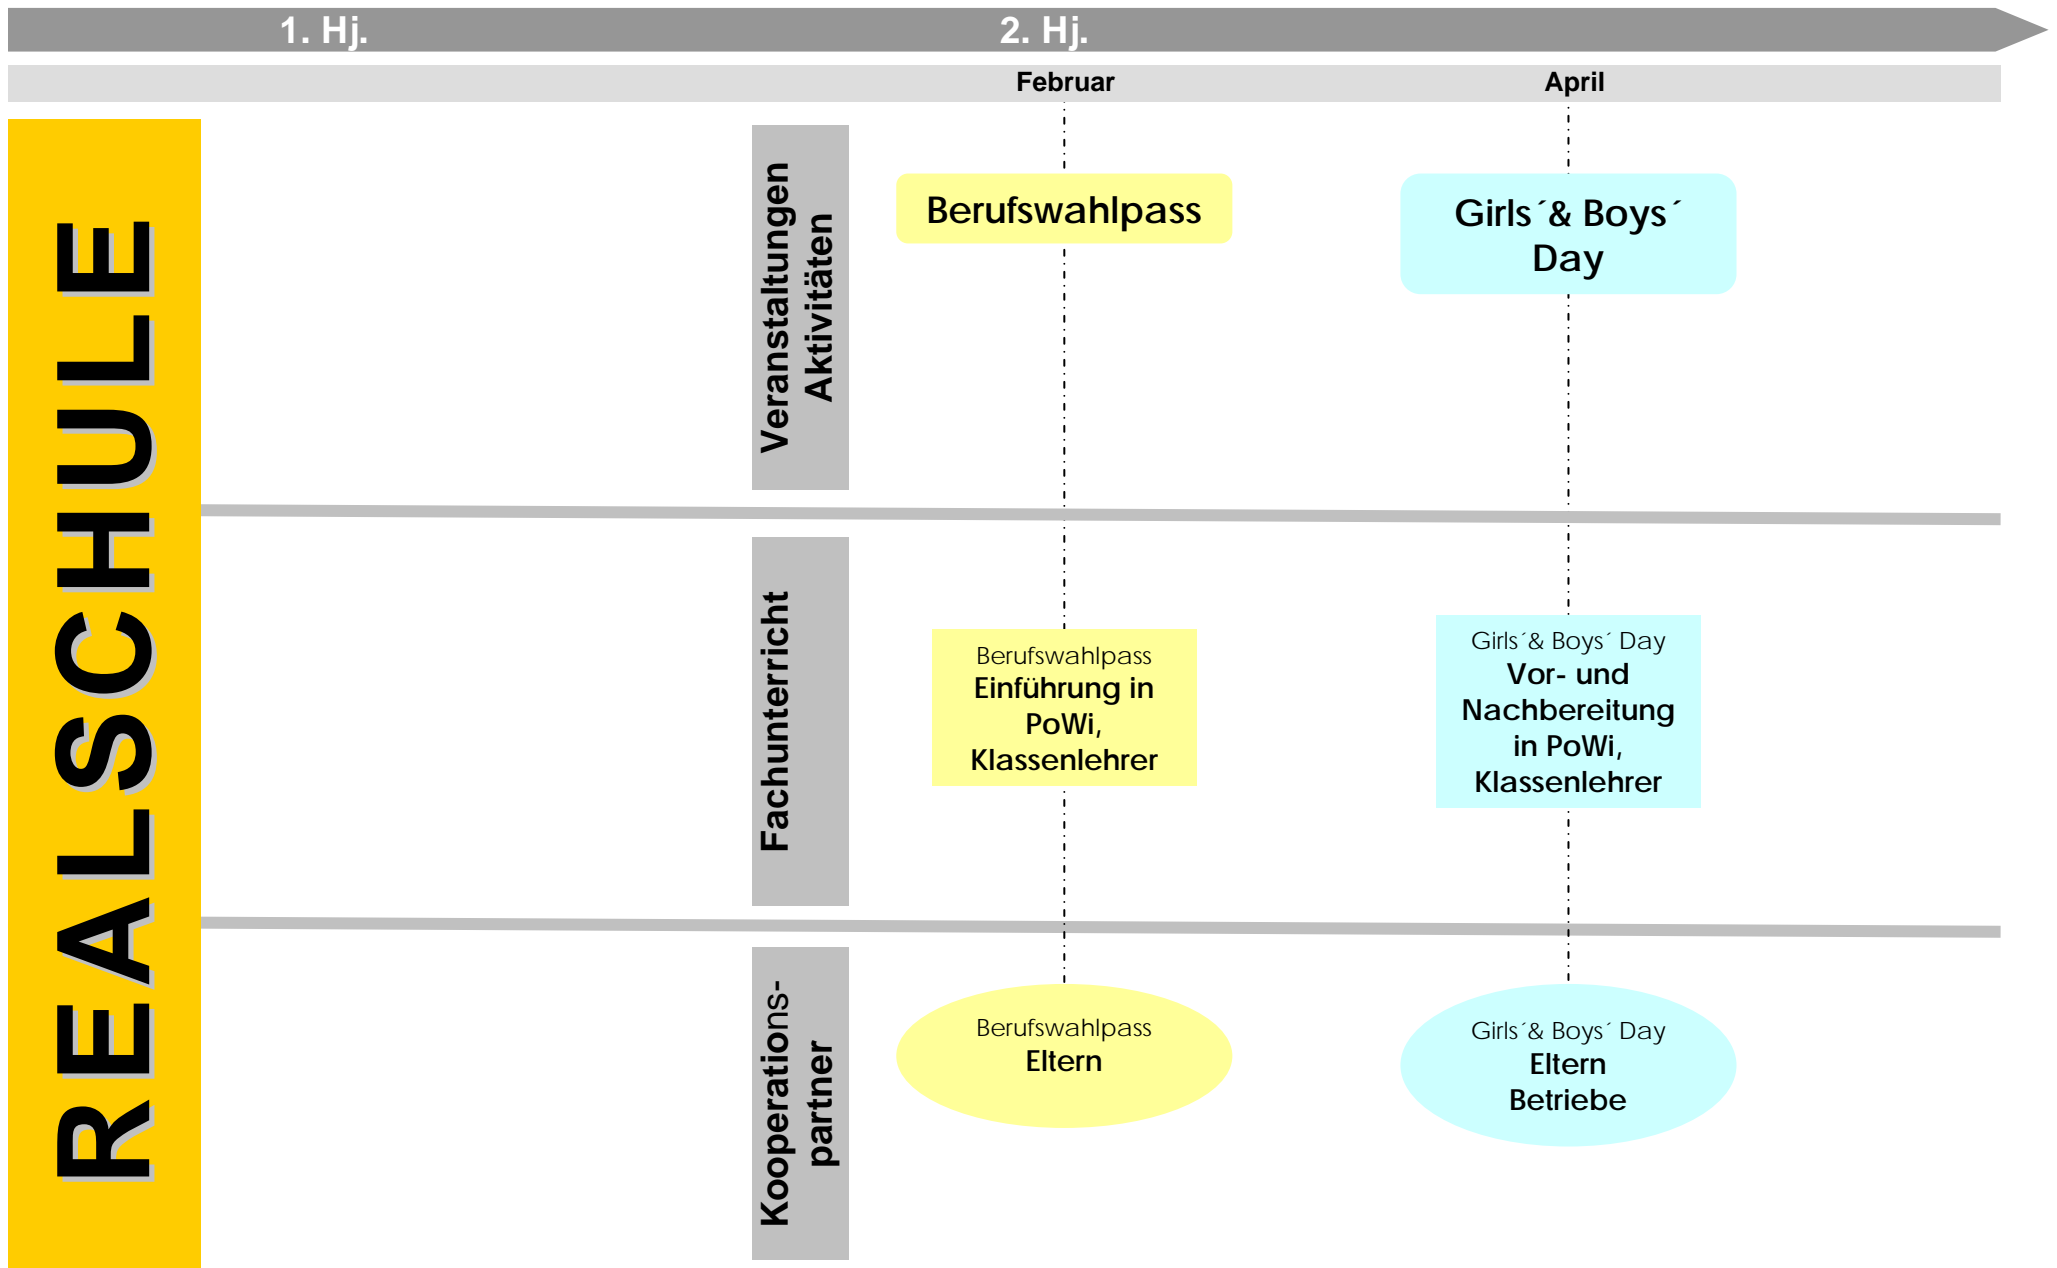 1. Hj.
2. Hj.
Februar
April
REALSCHULE
Veranstaltungen
Aktivitäten
Berufswahlpass
Girls´& Boys´
Day
Fachunterricht
Berufswahlpass
Einführung in
PoWi,
Klassenlehrer
Girls´& Boys´ Day
Vor- und
Nachbereitung
in PoWi,
Klassenlehrer
Kooperations-
partner
Berufswahlpass
Eltern
Girls´& Boys´ Day
Eltern
Betriebe